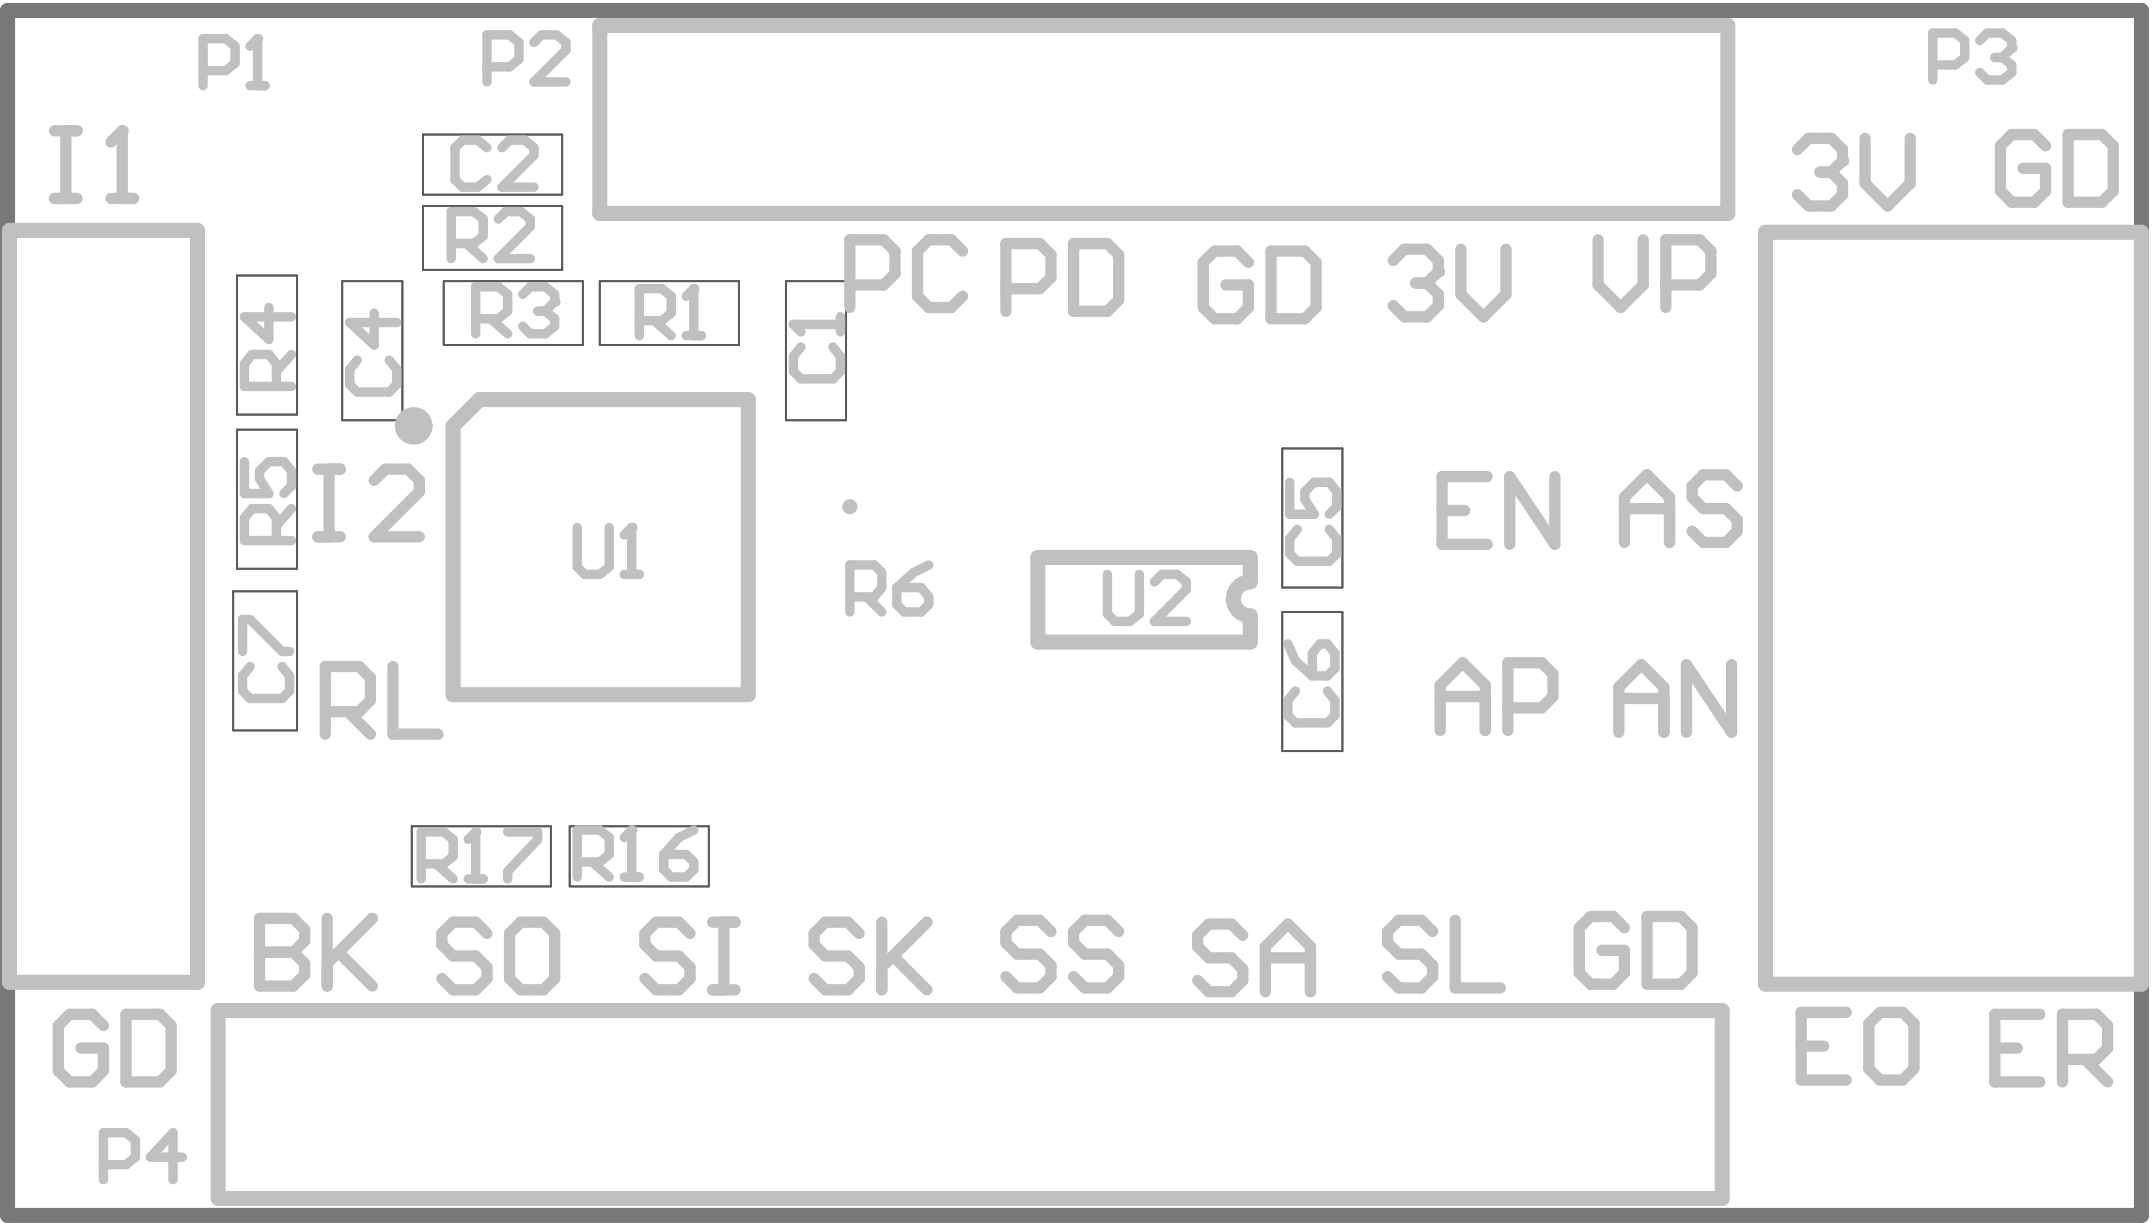 P1 P2 P3
I1 C2 3V GD
R2
PC PD GD 3V VP
R4 C4 R3 R1 C1
R5 I2 U1 C5 EN AS
R6 U2
C7 RL C6 AP AN
R17 R16
BK SO SI SK SS SA SL GD
GD EO ER
P4